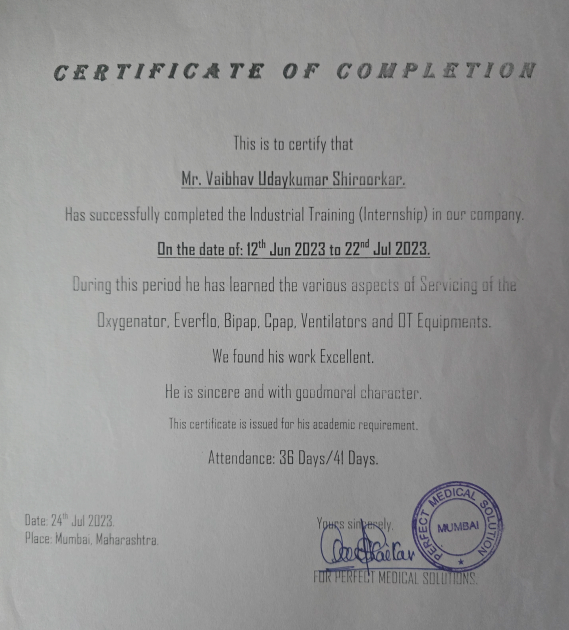 CERTIFICATE OF COMPLETION
This is to certify that
Mr. Vaibhav Udaykumar Shiroorkar.
Has successfully completed the Industrial Training (Internship) in our company.
On the date of: 12th Jun 2023 to 22nd Jul 2023.
During this period he has learned the various aspects of Servicing of the
Oxygenator, Everflo, Bipap, Cpap, Ventilators and OT Equipments.
We found his work Excellent.
He is sincere and with goodmoral character.
This certificate is issued for his academic requirement.
Attendance: 36 Days/41 Days.
Date: 24th Jul 2023.
Place: Mumbai, Maharashtra.
Yours sincerely,
FOR PERFECT MEDICAL SOLUTIONS.
PERFECT MEDICAL SOLUTION
MUMBAI